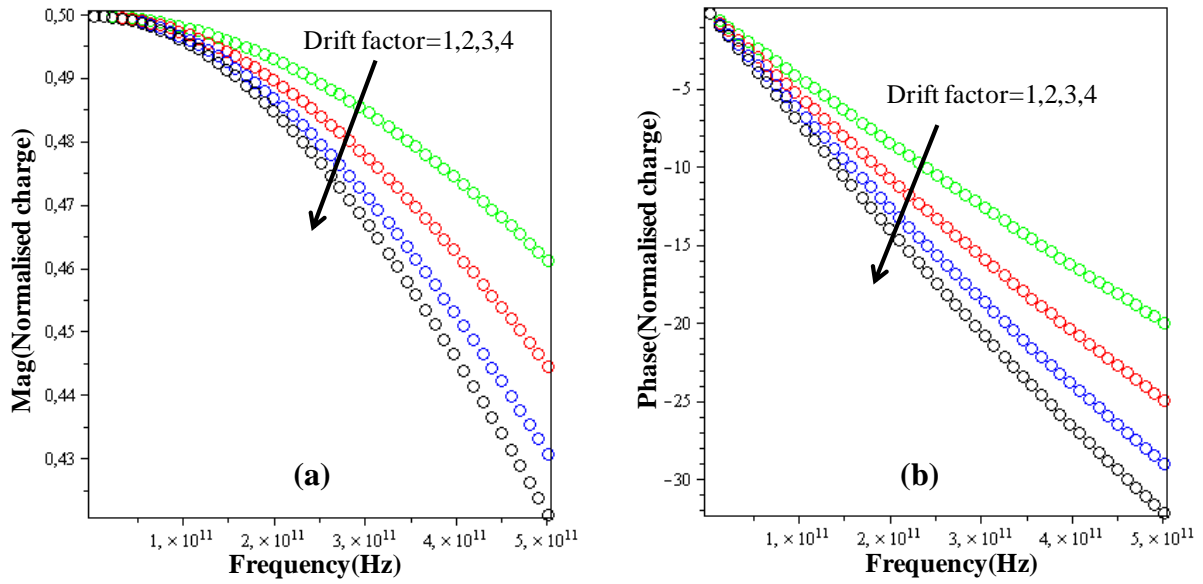 Drift factor=1,2,3,4
Mag(Normalised charge)
0,50
0,49
0,48
0,47
0,46
0,45
0,44
0,43
1, × 10¹¹
2, × 10¹¹
3, × 10¹¹
4, × 10¹¹
5, × 10¹¹
Frequency(Hz)
(a)
Drift factor=1,2,3,4
Phase(Normalised charge)
−5
−10
−15
−20
−25
−30
1, × 10¹¹
2, × 10¹¹
3, × 10¹¹
4, × 10¹¹
5, × 10¹¹
Frequency(Hz)
(b)